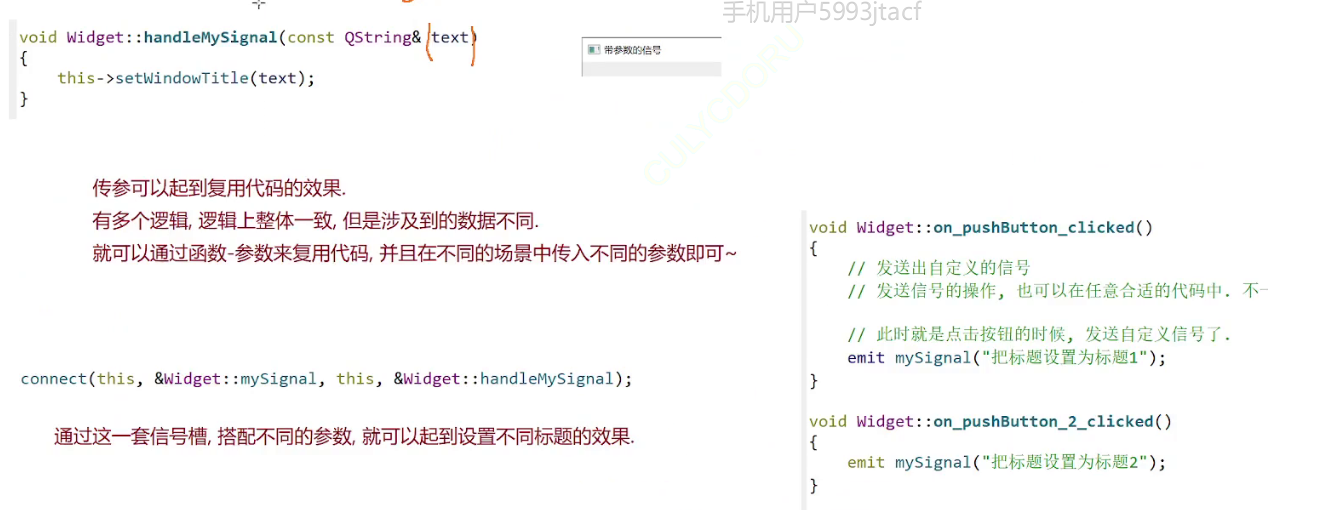 手机用户5993jtacf
void Widget::handleMySignal(const QString& text)
{
    this->setWindowTitle(text);
}
带参数的信号
CULYCDORU
传参可以起到复用代码的效果.
有多个逻辑, 逻辑上整体一致, 但是涉及到的数据不同.
就可以通过函数-参数来复用代码, 并且在不同的场景中传入不同的参数即可~
connect(this, &Widget::mySignal, this, &Widget::handleMySignal);
通过这一套信号槽, 搭配不同的参数, 就可以起到设置不同标题的效果.
void Widget::on_pushButton_clicked()
{
    // 发送出自定义的信号
    // 发送信号的操作, 也可以在任意合适的代码中. 不一
    // 此时就是点击按钮的时候, 发送自定义信号了.
    emit mySignal("把标题设置为标题1");
}
void Widget::on_pushButton_2_clicked()
{
    emit mySignal("把标题设置为标题2");
}